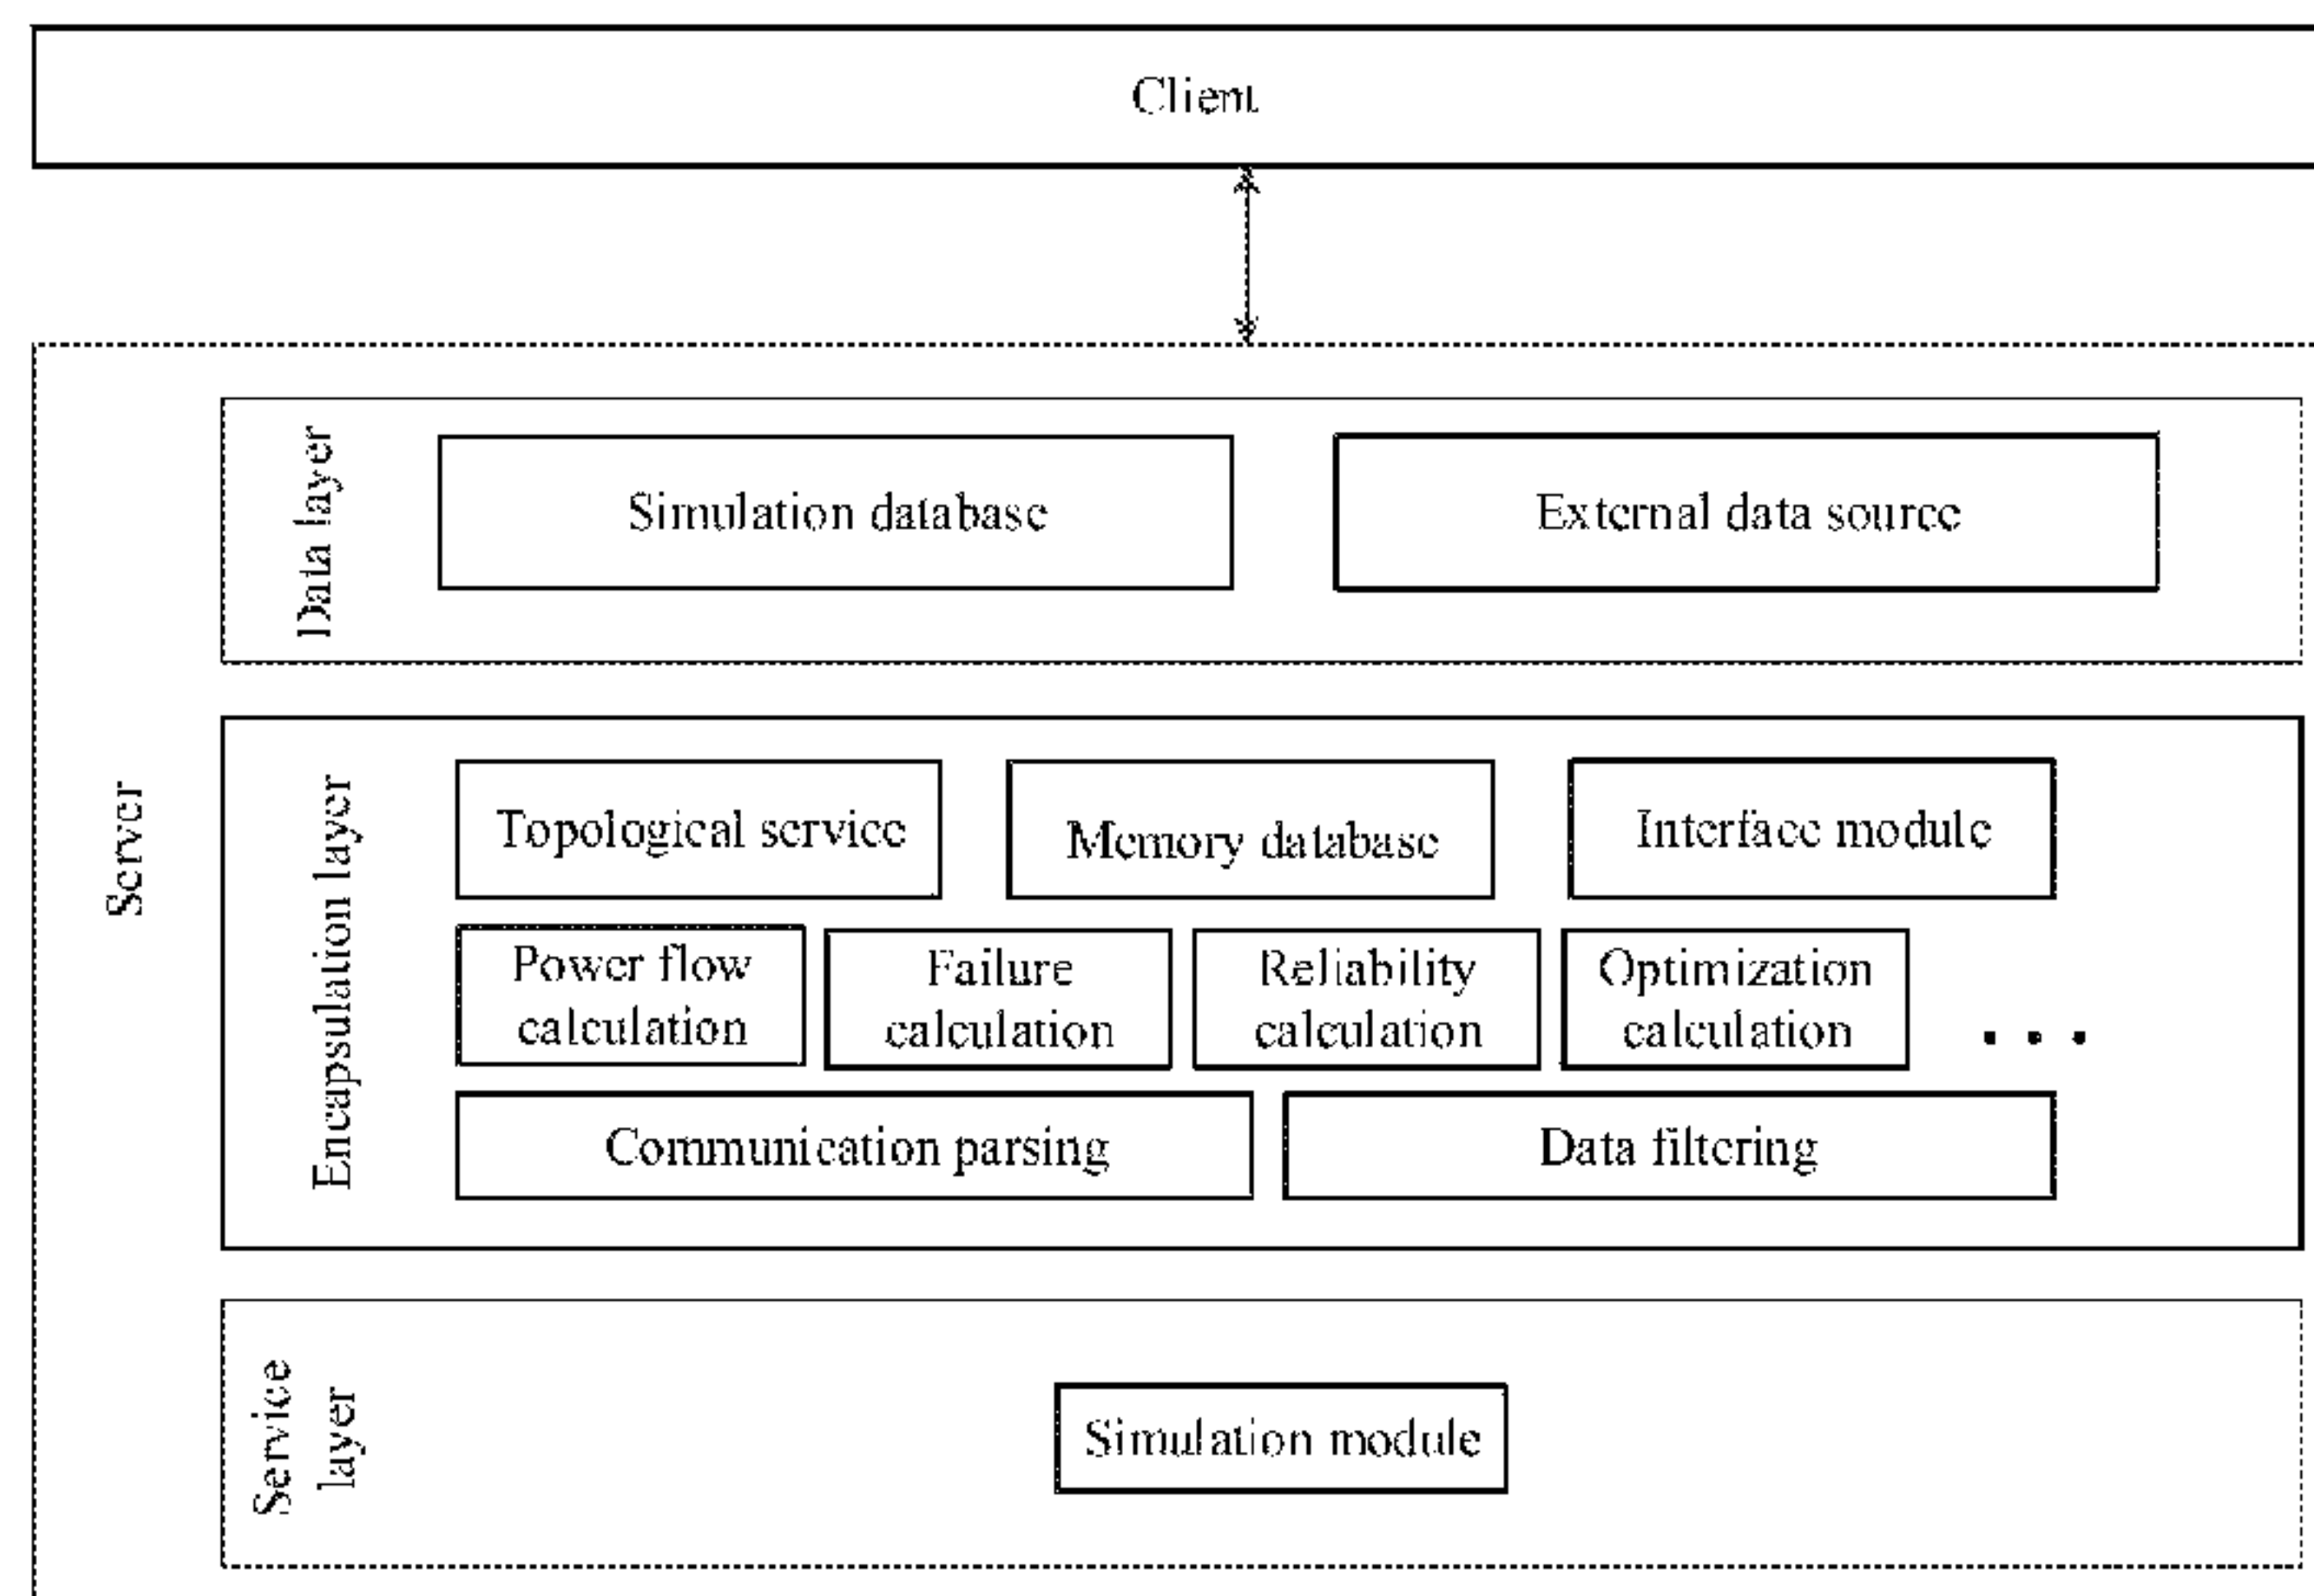 Client
Server
Data layer
Simulation database
External data source
Encapsulation layer
Topological service
Memory database
Interface module
Power flow
calculation
Failure
calculation
Reliability
calculation
Optimization
calculation
...
Communication parsing
Data filtering
Service
layer
Simulation module